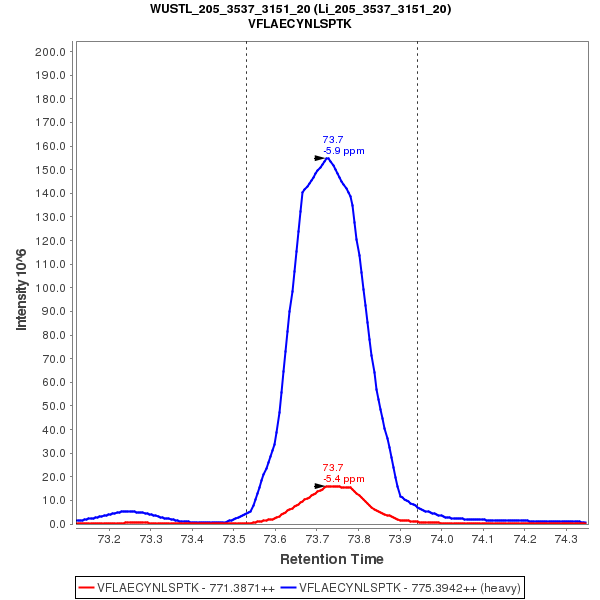 WUSTL_205_3537_3151_20 (Li_205_3537_3151_20)
VFLAECYNLSPTK
200.0
190.0
180.0
170.0
160.0
150.0
140.0
130.0
120.0
110.0
100.0
90.0
80.0
70.0
60.0
50.0
40.0
30.0
20.0
10.0
0.0
Intensity 10^6
73.7
-5.9 ppm
73.7
-5.4 ppm
73.2 73.3 73.4 73.5 73.6 73.7 73.8 73.9 74.0 74.1 74.2 74.3
Retention Time
VFLAECYNLSPTK - 771.3871++ VFLAECYNLSPTK - 775.3942++ (heavy)